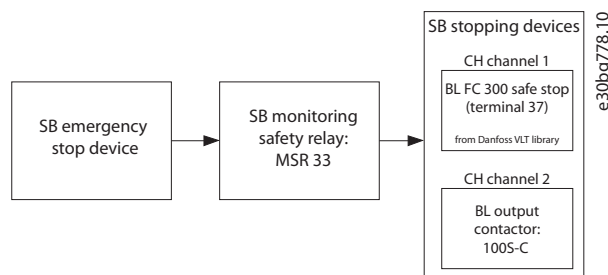 SB emergency
stop device
SB monitoring
safety relay:
MSR 33
SB stopping devices
CH channel 1
BL FC 300 safe stop
(terminal 37)
from Danfoss VLT library
CH channel 2
BL output
contactor:
100S-C
e30bg778.10